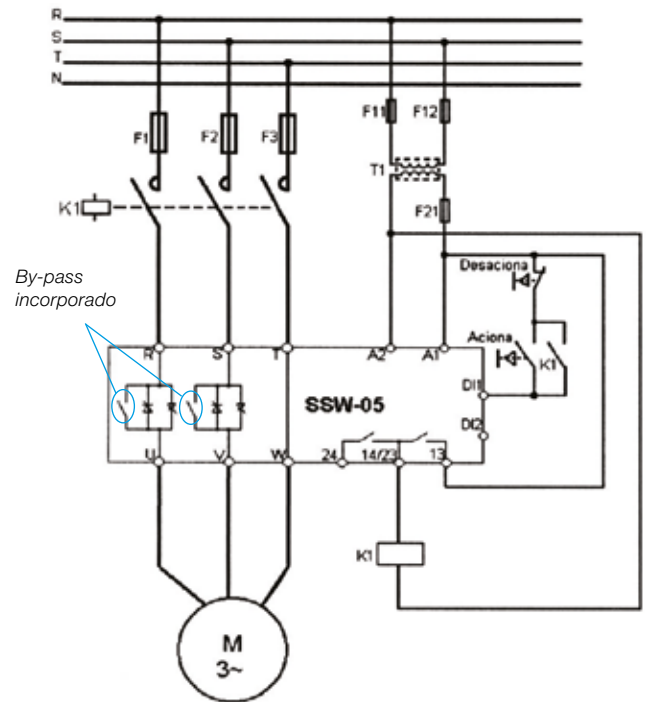 R
S
T
N
F1
F2
F3
F11
F12
T1
F21
K1
By-pass
incorporado
Desaciona
Aciona
K1
R
S
T
A2
A1
DI1
SSW-05
DI2
U
V
W
24
14/23
13
K1
M
3~